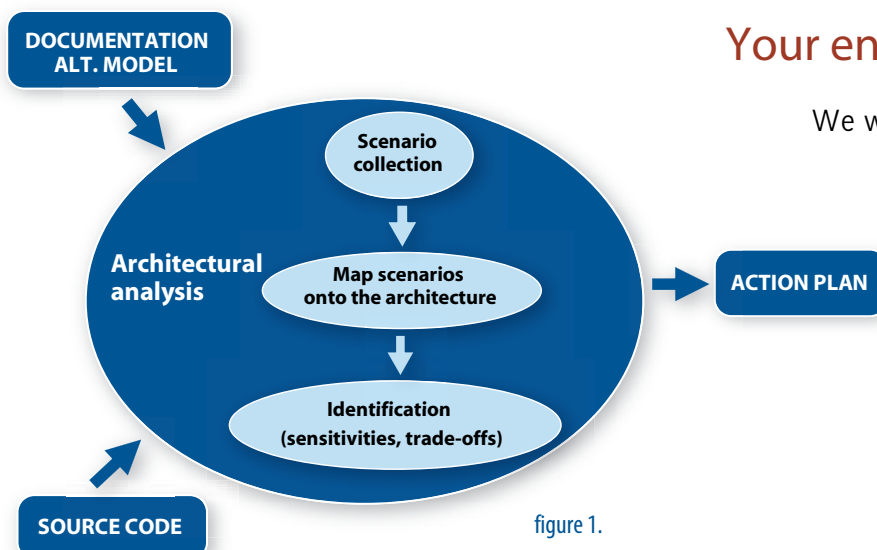 DOCUMENTATION
ALT. MODEL
Your en
We w
Scenario
collection
Architectural
analysis
Map scenarios
onto the architecture
ACTION PLAN
Identification
(sensitivities, trade-offs)
SOURCE CODE
figure 1.